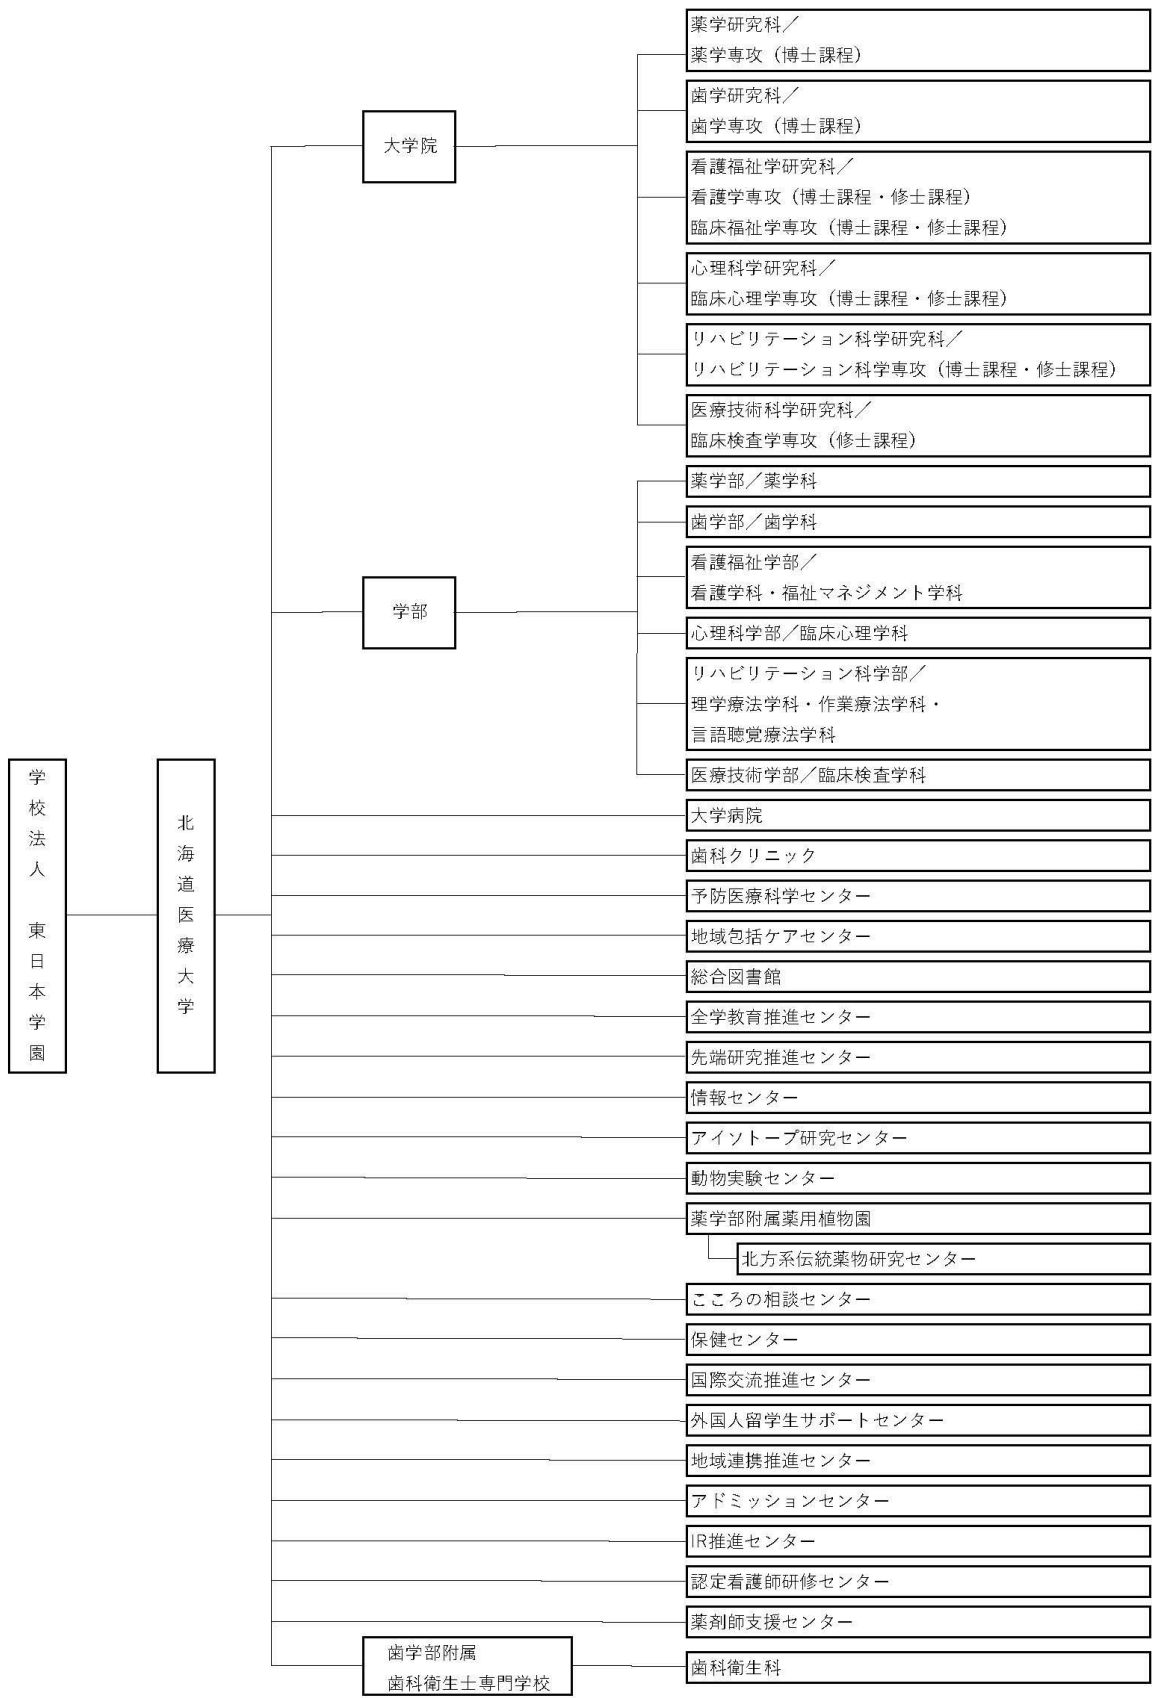 学校法人　東日本学園
北海道医療大学
大学院
薬学研究科／
薬学専攻（博士課程）
歯学研究科／
歯学専攻（博士課程）
看護福祉学研究科／
看護学専攻（博士課程・修士課程）
臨床福祉学専攻（博士課程・修士課程）
心理科学研究科／
臨床心理学専攻（博士課程・修士課程）
リハビリテーション科学研究科／
リハビリテーション科学専攻（博士課程・修士課程）
医療技術科学研究科／
臨床検査学専攻（修士課程）
学部
薬学部／薬学科
歯学部／歯学科
看護福祉学部／
看護学科・福祉マネジメント学科
心理科学部／臨床心理学科
リハビリテーション科学部／
理学療法学科・作業療法学科・
言語聴覚療法学科
医療技術学部／臨床検査学科
大学病院
歯科クリニック
予防医療科学センター
地域包括ケアセンター
総合図書館
全学教育推進センター
先端研究推進センター
情報センター
アイソトープ研究センター
動物実験センター
薬学部附属薬用植物園
北方系伝統薬物研究センター
こころの相談センター
保健センター
国際交流推進センター
外国人留学生サポートセンター
地域連携推進センター
アドミッションセンター
IR推進センター
認定看護師研修センター
薬剤師支援センター
歯学部附属
歯科衛生士専門学校
歯科衛生科